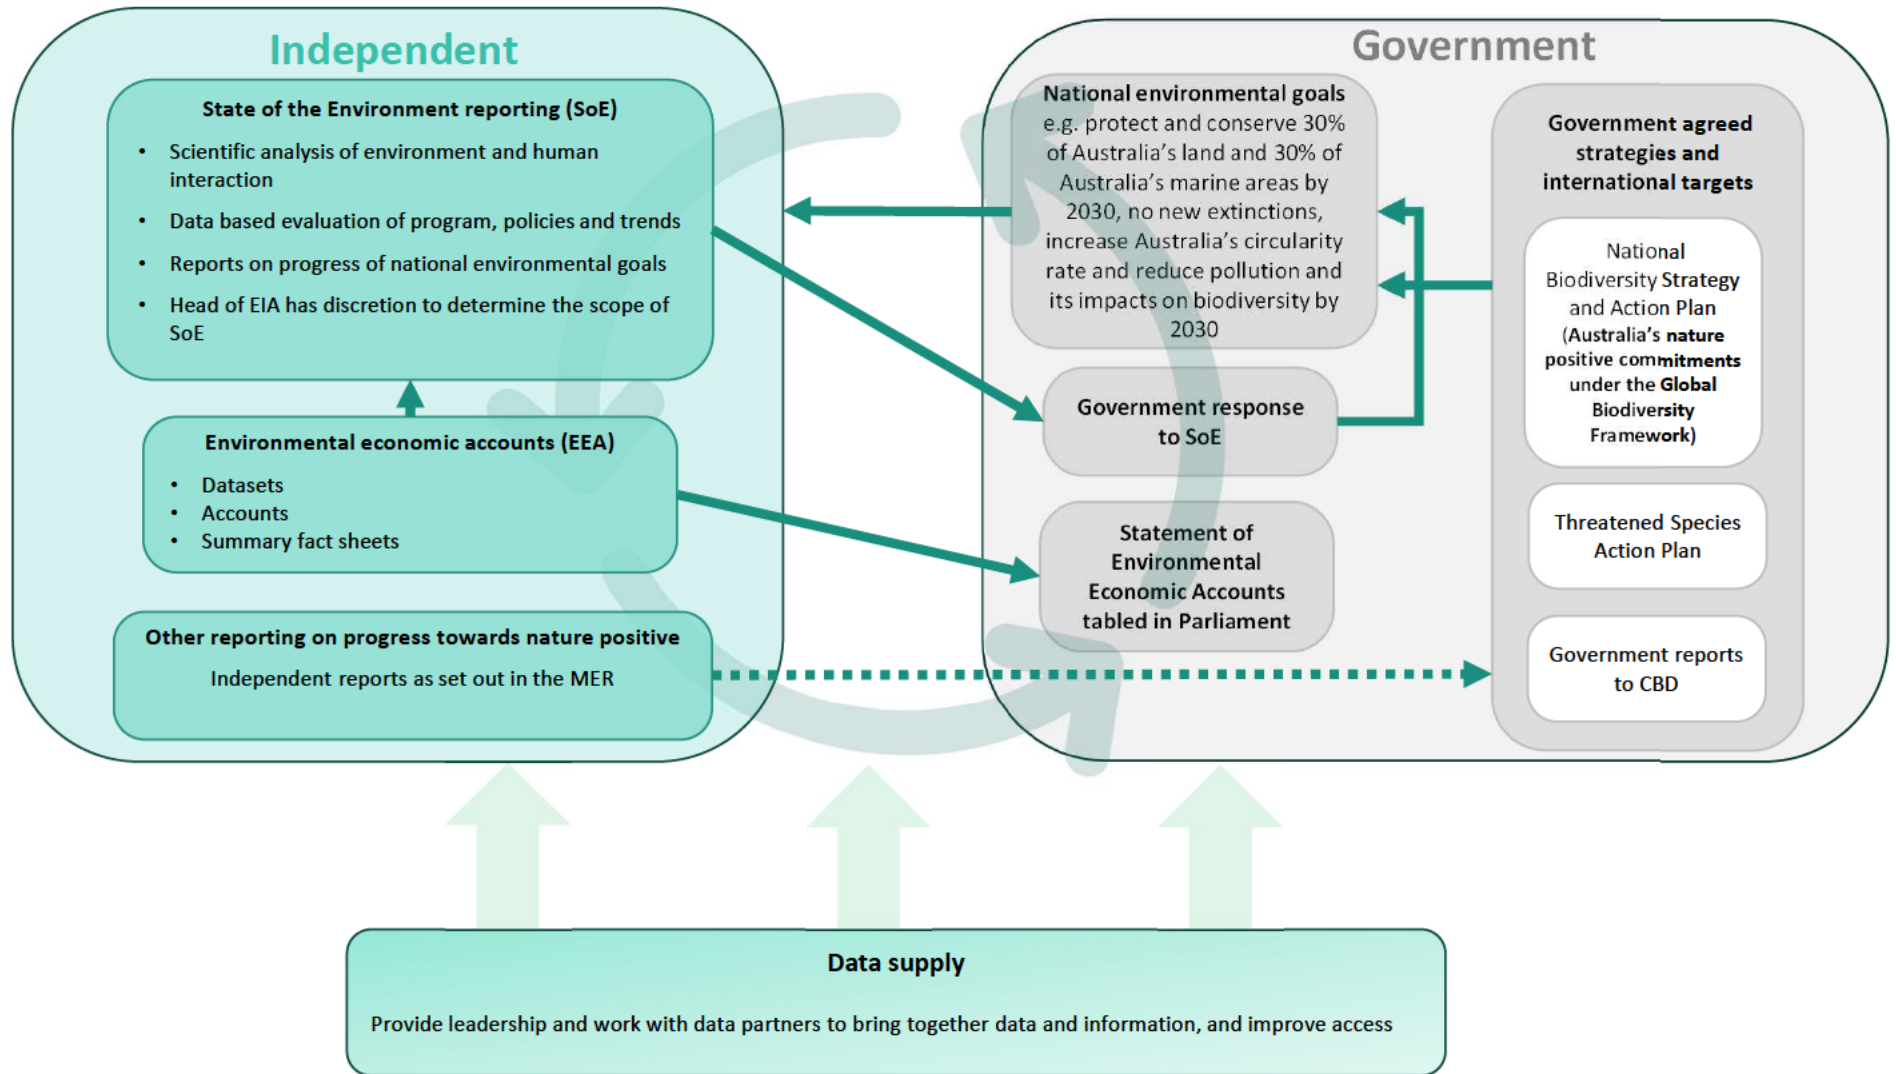 Independent
State of the Environment reporting (SoE)
• Scientific analysis of environment and human
interaction
• Data based evaluation of program, policies and trends
• Reports on progress of national environmental goals
• Head of EIA has discretion to determine the scope of
SoE
Environmental economic accounts (EEA)
• Datasets
• Accounts
• Summary fact sheets
Other reporting on progress towards nature positive
Independent reports as set out in the MER
Government
National environmental goals
e.g. protect and conserve 30%
of Australia's land and 30% of
Australia's marine areas by
2030, no new extinctions,
increase Australia's circularity
rate and reduce pollution and
its impacts on biodiversity by
2030
Government response
to SoE
Statement of
Environmental
Economic Accounts
tabled in Parliament
Government agreed
strategies and
international targets
National
Biodiversity Strategy
and Action Plan
(Australia's nature
positive commitments
under the Global
Biodiversity
Framework)
Threatened Species
Action Plan
Government reports
to CBD
Data supply
Provide leadership and work with data partners to bring together data and information, and improve access